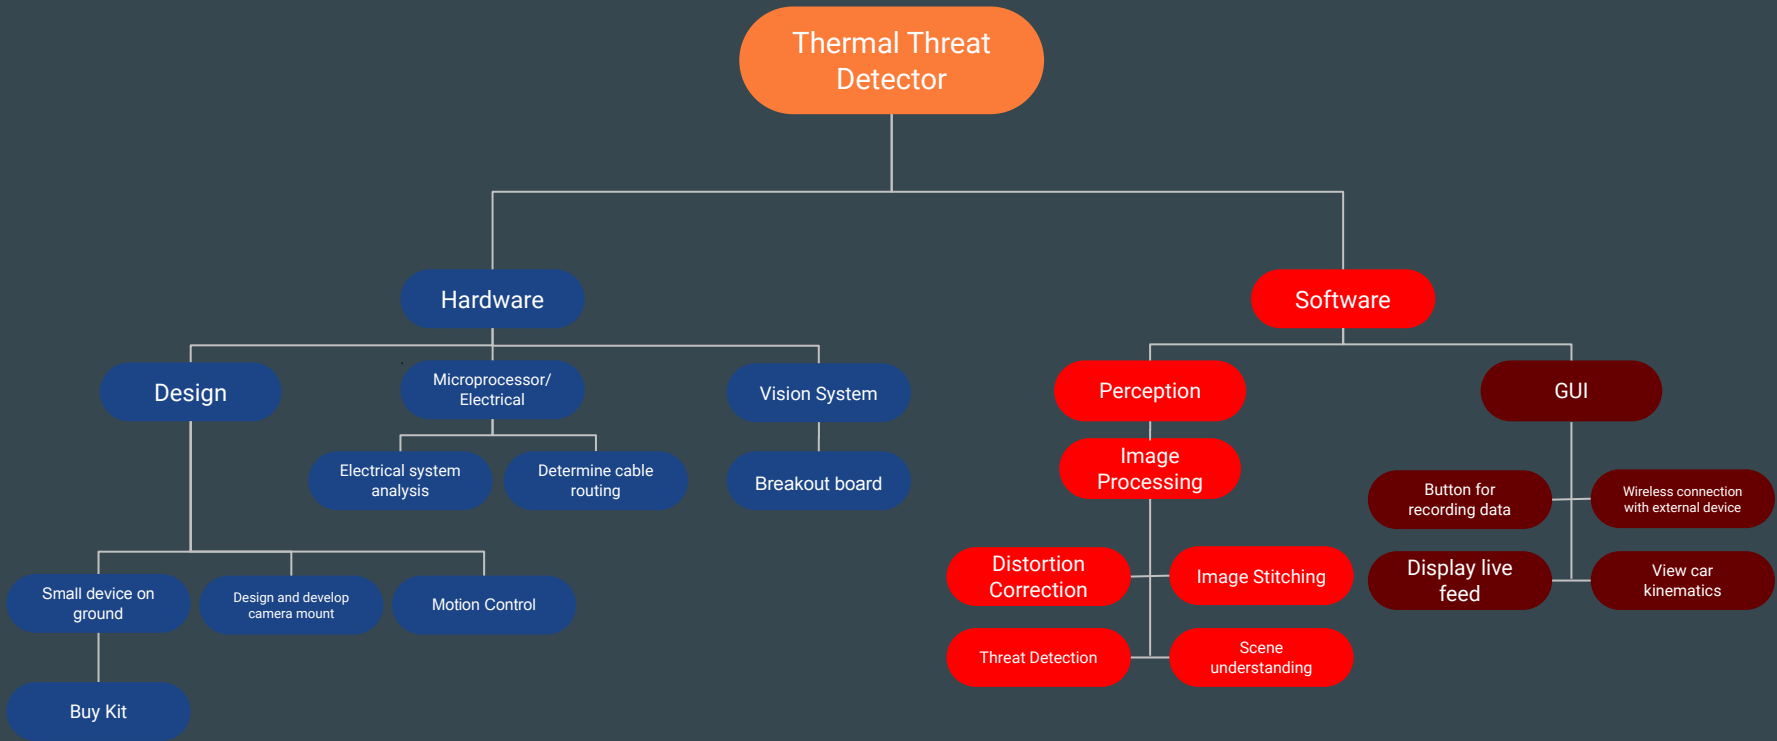 Thermal Threat
Detector
Hardware
Software
Design
Microprocessor/
Electrical
Vision System
Perception
GUI
Electrical system
analysis
Determine cable
routing
Breakout board
Image
Processing
Button for
recording data
Wireless connection
with external device
Small device on
ground
Design and develop
camera mount
Motion Control
Distortion
Correction
Image Stitching
Display live
feed
View car
kinematics
Threat Detection
Scene
understanding
Buy Kit